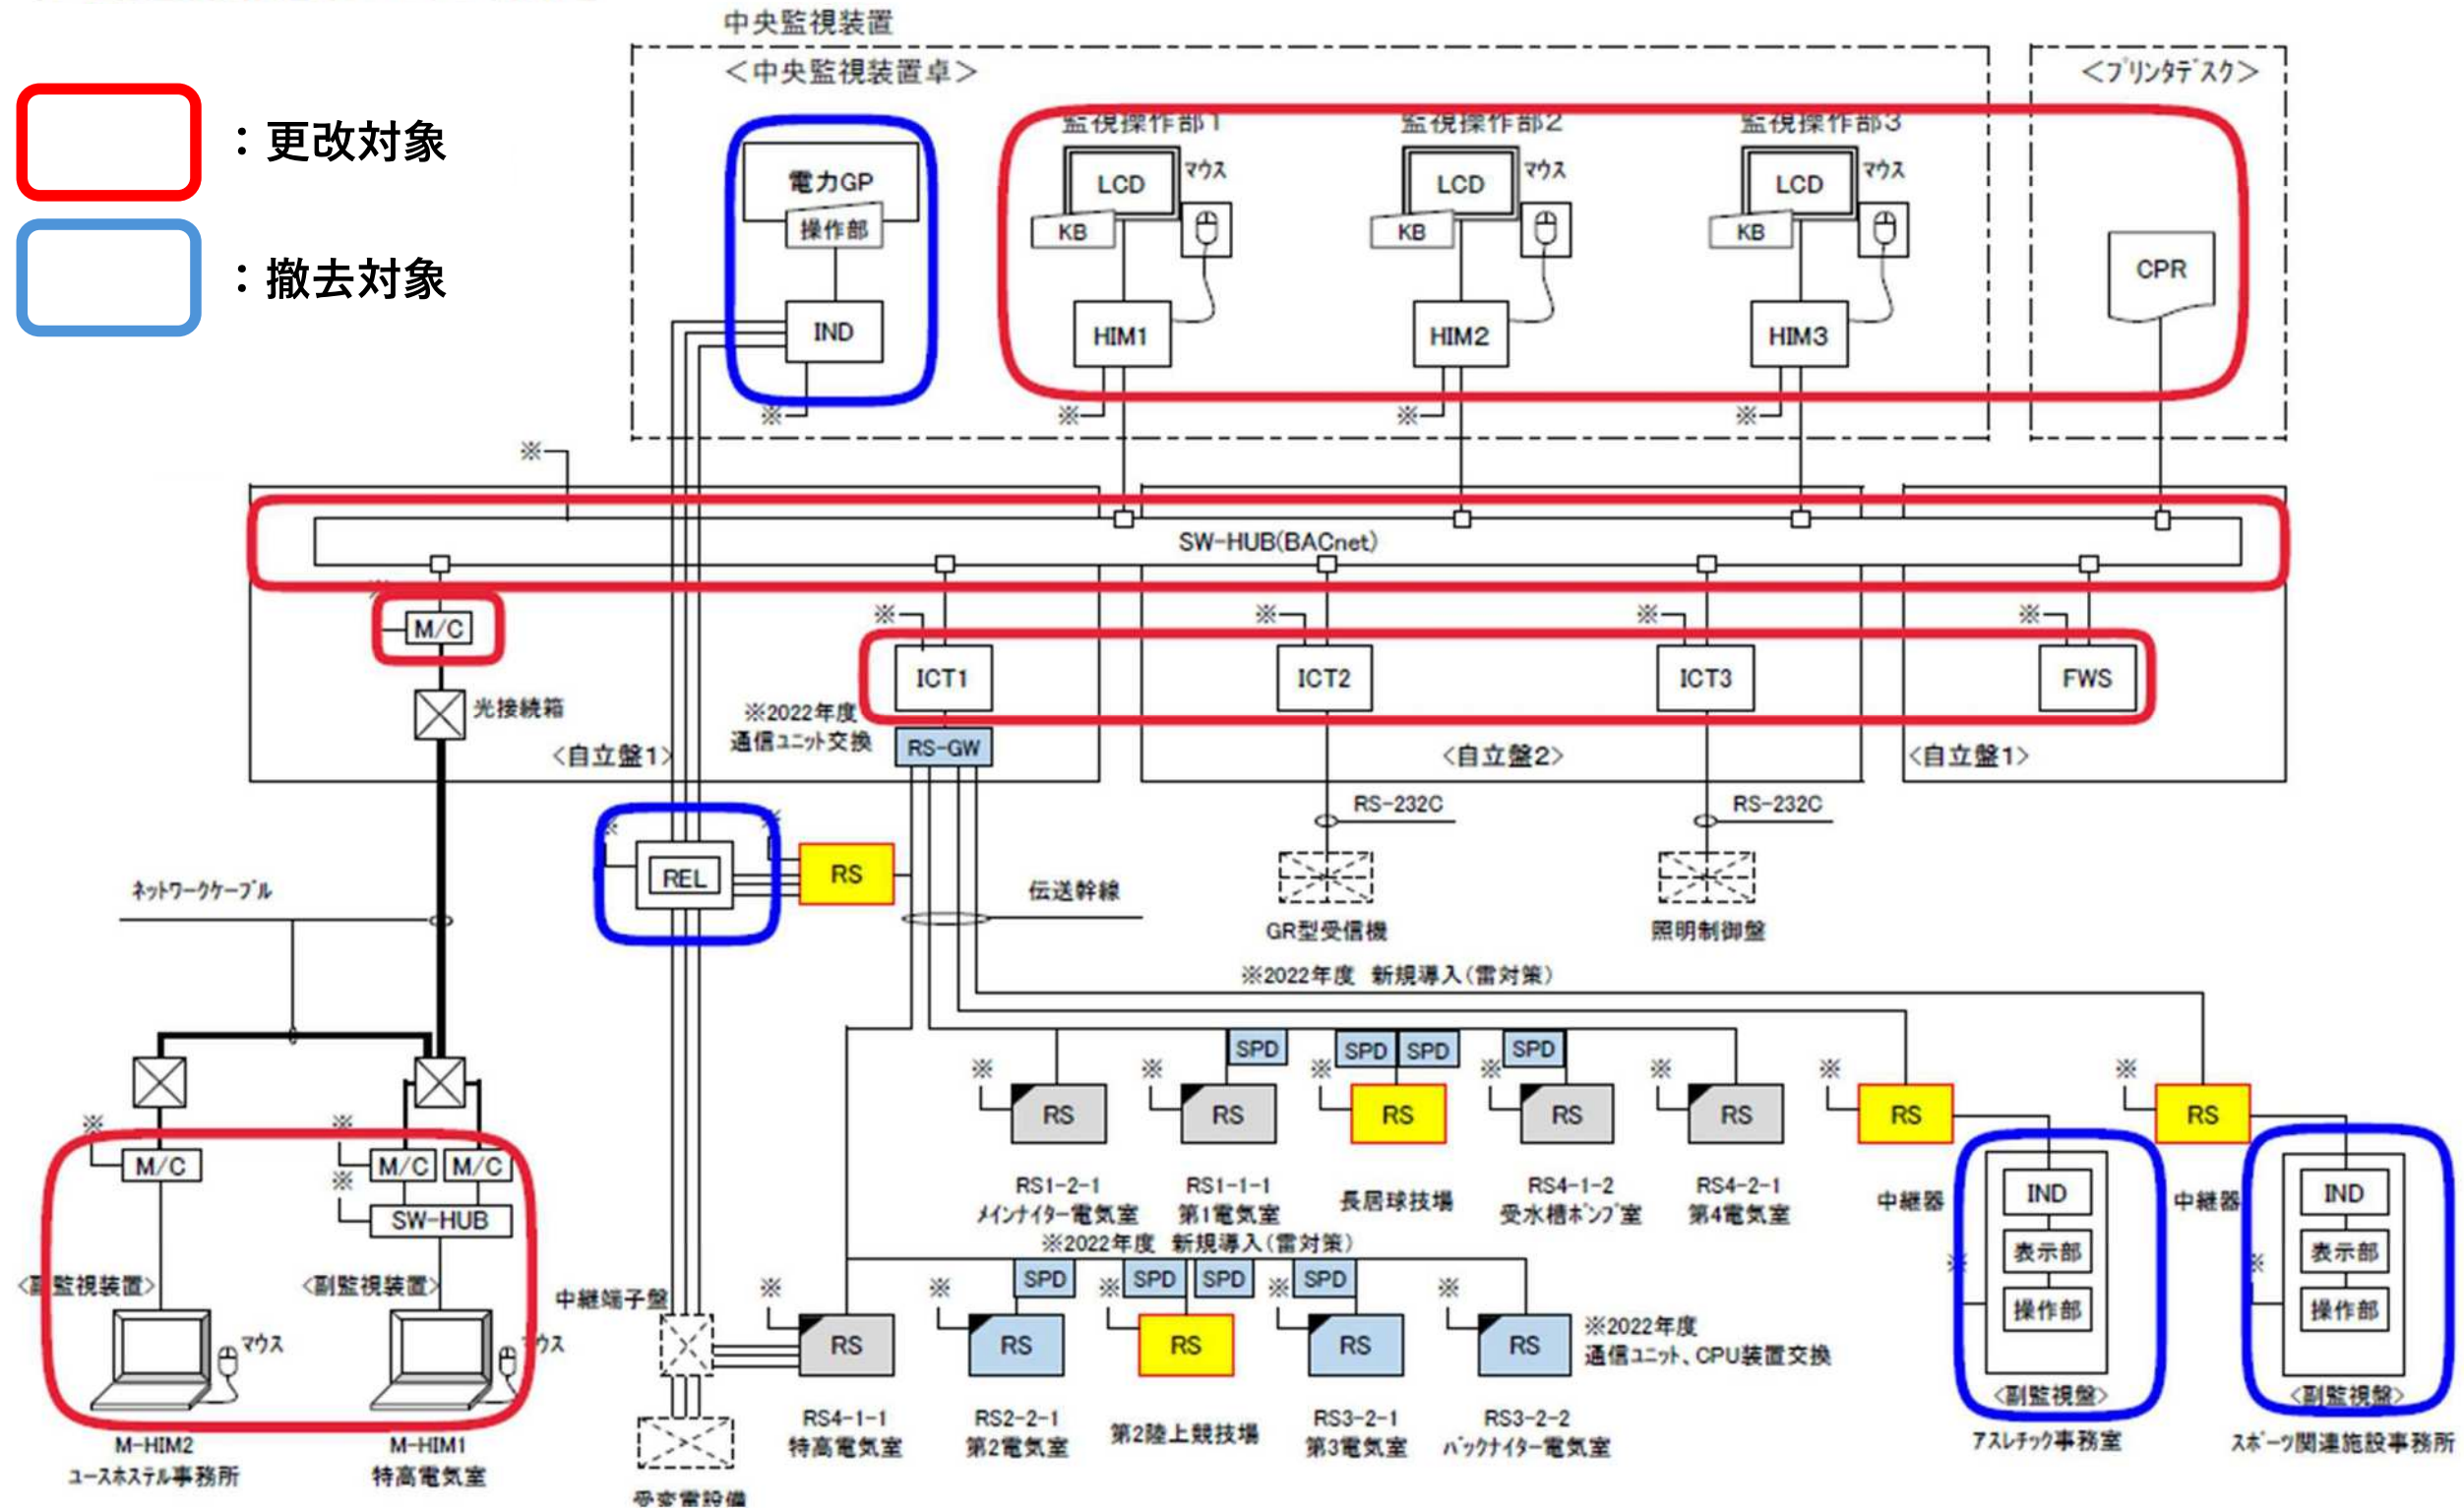 中央監視装置
＜中央監視装置卓＞
＜プリンタデスク＞
：更改対象
：撤去対象
監視操作部1
監視操作部2
監視操作部3
電力GP
操作部
IND
※
LCD
マウス
KB
HIM1
※
LCD
マウス
KB
HIM2
※
LCD
マウス
KB
HIM3
※
CPR
※
SW-HUB(BACnet)
※
M/C
光接続箱
※
ICT1
※
ICT2
※
ICT3
※
FWS
※2022年度
通信ユニット交換
RS-GW
<自立盤1>
<自立盤2>
<自立盤1>
RS-232C
RS-232C
※
REL
※
RS
ネットワークケーブル
伝送幹線
GR型受信機
照明制御盤
※2022年度 新規導入(雷対策)
SPD
SPD
SPD
SPD
※
RS
※
RS
※
RS
※
RS
※
RS
※
RS
※
RS
RS1-2-1
メインナイター電気室
RS1-1-1
第1電気室
長居球技場
RS4-1-2
受水槽ポンプ室
RS4-2-1
第4電気室
中継器
中継器
※
M/C
※
M/C
M/C
※
SW-HUB
※
IND
表示部
操作部
<副監視盤>
※
IND
表示部
操作部
<副監視盤>
※2022年度 新規導入(雷対策)
SPD
SPD
SPD
SPD
<副監視装置>
<副監視装置>
マウス
マウス
中継端子盤
※
RS
※
RS
※
RS
※
RS
※
RS
※2022年度
通信ユニット、CPU装置交換
M-HIM2
ユースホステル事務所
M-HIM1
特高電気室
RS4-1-1
特高電気室
RS2-2-1
第2電気室
第2陸上競技場
RS3-2-1
第3電気室
RS3-2-2
バックナイター電気室
アスレチック事務室
スポーツ関連施設事務所
受変電設備